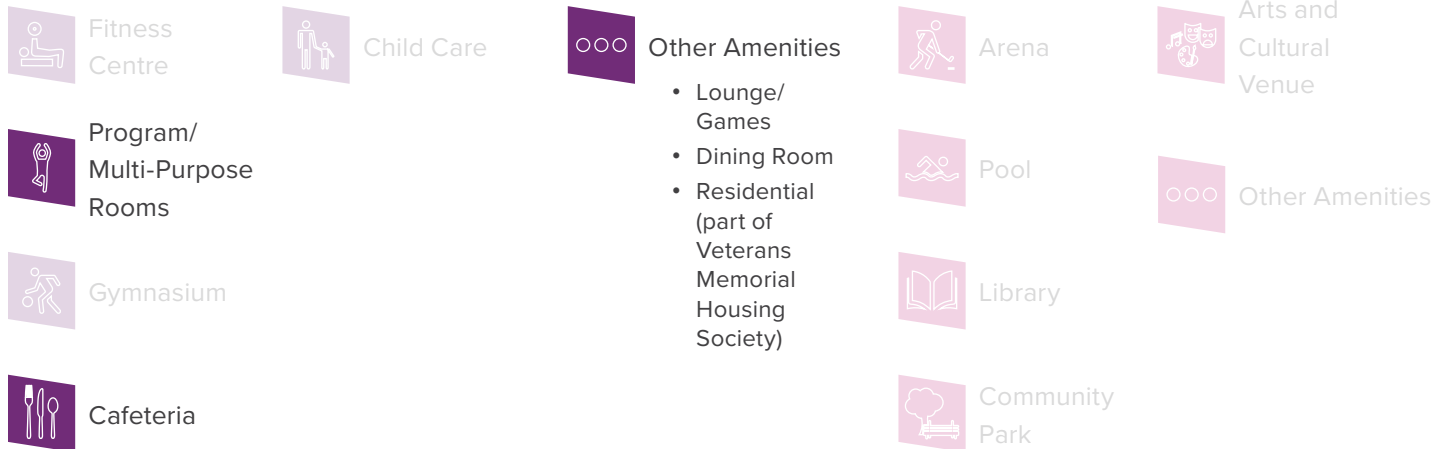 Fitness
Centre
Program/
Multi-Purpose
Rooms
Gymnasium
Cafeteria
Child Care
Other Amenities
• Lounge/
Games
• Dining Room
• Residential
(part of
Veterans
Memorial
Housing
Society)
Arena
Pool
Library
Community
Park
Arts and
Cultural
Venue
Other Amenities